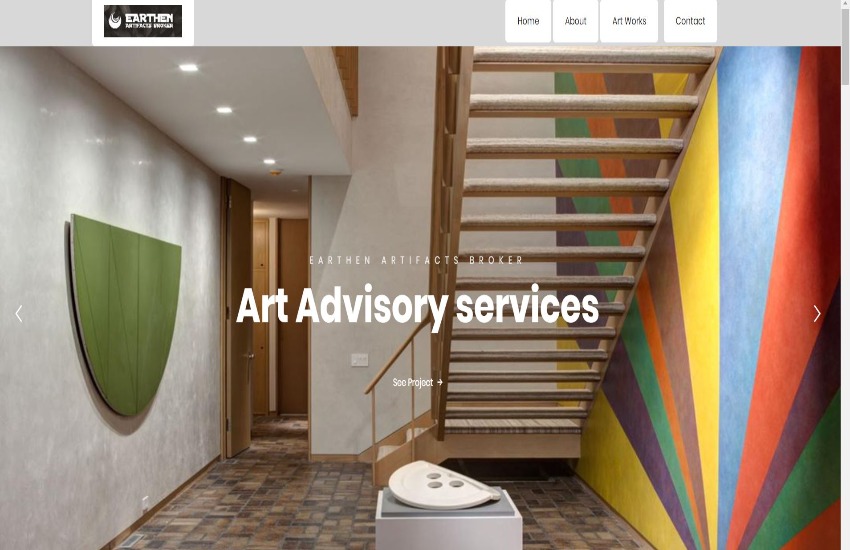 EARTHEN
ARTIFACTS BROKER
Home
About
Art Works
Contact
EARTHEN ARTIFACTS BROKER
Art Advisory services
See Project →